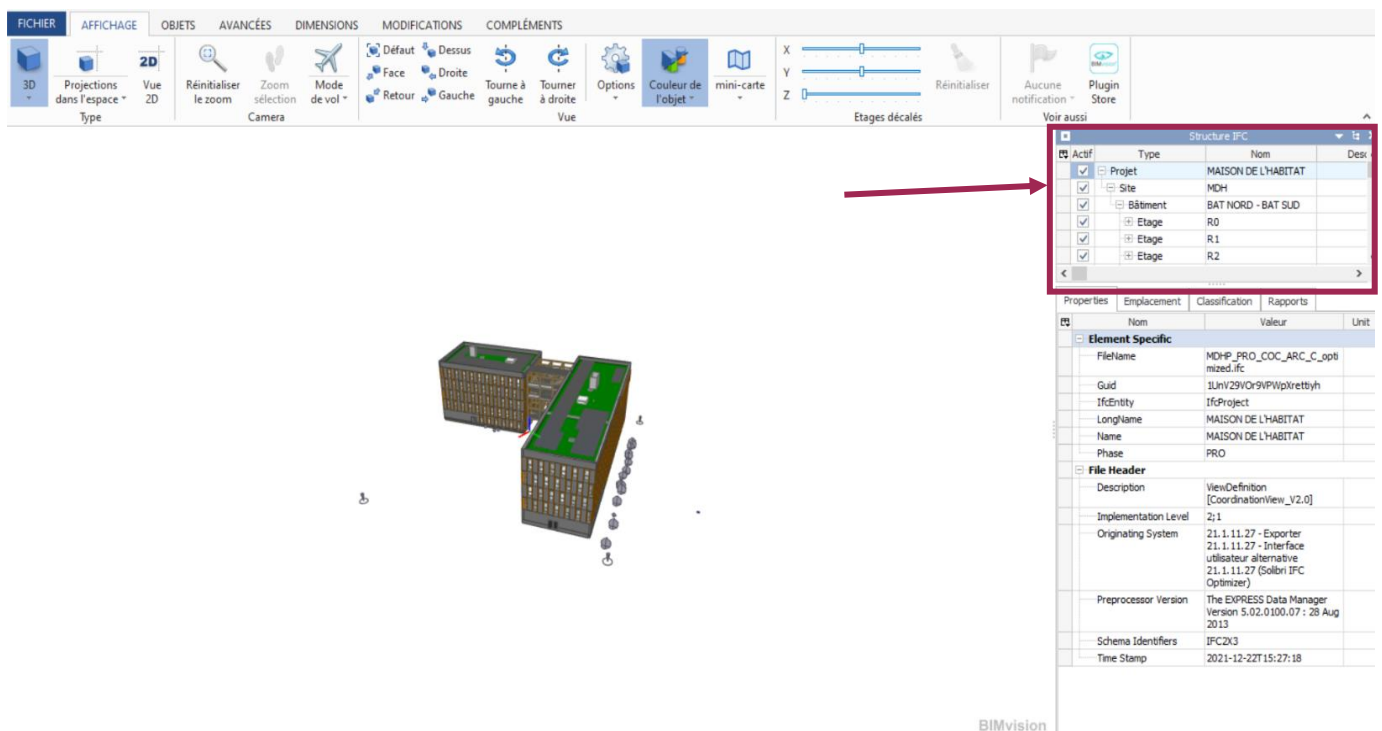 FICHIER AFFICHAGE OBJETS AVANCÉES DIMENSIONS MODIFICATIONS COMPLÉMENTS
3D
Projections
dans l'espace
2D
Vue
2D
Type
Réinitialiser
le zoom
Zoom
sélection
Mode
de vol
Camera
Défaut Dessus
Face Droite
Retour Gauche
Tourne à
gauche
Tourner
à droite
Options
Couleur de
l'objet
mini-carte
Vue
X
Y
Z
Réinitialiser
Etages décalés
Aucune
notification
BIMvision
Plugin
Store
Voir aussi
Structure IFC
Actif Type Nom Desc
Projet MAISON DE L'HABITAT
Site MDH
Bâtiment BAT NORD - BAT SUD
Etage R0
Etage R1
Etage R2
Properties Emplacement Classification Rapports
Nom Valeur Unit
Element Specific
FileName MDHP_PRO_COC_ARC_C_opti
mized.ifc
Guid 1UnV29VOr9VPWpXrettiyh
IfcEntity IfcProject
LongName MAISON DE L'HABITAT
Name MAISON DE L'HABITAT
Phase PRO
File Header
Description ViewDefinition
[CoordinationView_V2.0]
Implementation Level 2;1
Originating System 21.1.11.27 - Exporter
21.1.11.27 - Interface
utilisateur alternative
21.1.11.27 (Solibri IFC
Optimizer)
Preprocessor Version The EXPRESS Data Manager
Version 5.02.0100.07 : 28 Aug
2013
Schema Identifiers IFC2X3
Time Stamp 2021-12-22T15:27:18
BIMvision